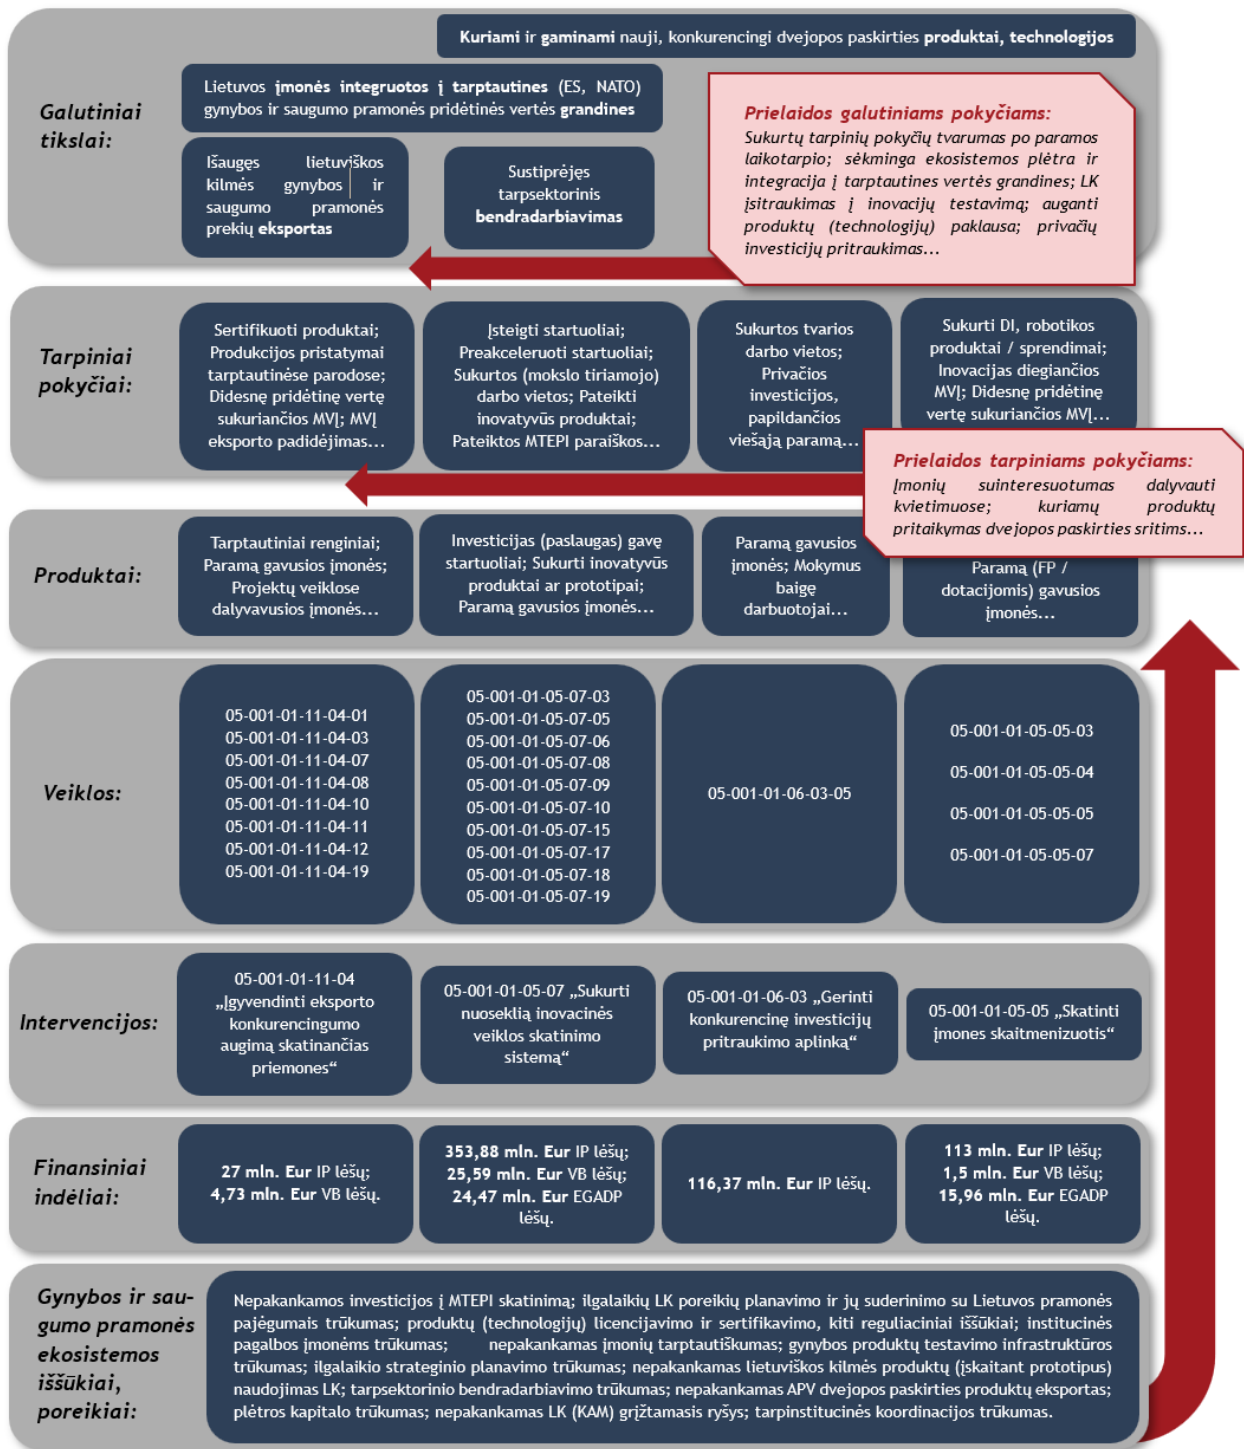 Kuriami ir gaminami nauji, konkurencingi dvejopos paskirties produktai, technologijos
Galutiniai
tikslai:
Lietuvos įmonės integruotos į tarptautines (ES, NATO)
gynybos ir saugumo pramonės pridėtinės vertės grandines
Išaugęs lietuviškos
kilmės gynybos ir
saugumo pramonės
prekių eksportas
Sustiprėjęs
tarpsektorinis
bendradarbiavimas
Prielaidos galutiniams pokyčiams:
Sukurtų tarpinių pokyčių tvarumas po paramos
laikotarpio; sėkminga ekosistemos plėtra ir
integracija į tarptautines vertės grandines; LK
įsitraukimas į inovacijų testavimą; auganti
produktų (technologijų) paklausa; privačių
investicijų pritraukimas...
Tarpiniai
pokyčiai:
Sertifikuoti produktai;
Produkcijos pristatymai
tarptautinėse parodose;
Didesnę pridėtinę vertę
sukuriančios MVĮ; MVĮ
eksporto padidėjimas...
Įsteigti startuoliai;
Preakceleruoti startuoliai;
Sukurtos (mokslo tiriamojo)
darbo vietos; Pateikti
inovatyvūs produktai;
Pateiktos MTEPI paraiškos...
Sukurtos tvarios
darbo vietos;
Privačios
investicijos,
papildančios
viešąją paramą...
Sukurti DI, robotikos
produktai / sprendimai;
Inovacijas diegiančios
MVĮ; Didesnę pridėtinę
vertę sukuriančios MVĮ...
Prielaidos tarpiniams pokyčiams:
Įmonių suinteresuotumas dalyvauti
kvietimuose; kuriamų produktų
pritaikymas dvejopos paskirties sritims...
Produktai:
Tarptautiniai renginiai;
Paramą gavusios įmonės;
Projektų veiklose
dalyvavusios įmonės...
Investicijas (paslaugas) gavę
startuoliai; Sukurti inovatyvūs
produktai ar prototipai;
Paramą gavusios įmonės...
Paramą gavusios
įmonės; Mokymus
baigę
darbuotojai...
Paramą (FP /
dotacijomis) gavusios
įmonės...
Veiklos:
05-001-01-11-04-01
05-001-01-11-04-03
05-001-01-11-04-07
05-001-01-11-04-08
05-001-01-11-04-10
05-001-01-11-04-11
05-001-01-11-04-12
05-001-01-11-04-19
05-001-01-05-07-03
05-001-01-05-07-05
05-001-01-05-07-06
05-001-01-05-07-08
05-001-01-05-07-09
05-001-01-05-07-10
05-001-01-05-07-15
05-001-01-05-07-17
05-001-01-05-07-18
05-001-01-05-07-19
05-001-01-06-03-05
05-001-01-05-05-03
05-001-01-05-05-04
05-001-01-05-05-05
05-001-01-05-05-07
Intervencijos:
05-001-01-11-04
„Įgyvendinti eksporto
konkurencingumo
augimą skatinančias
priemones“
05-001-01-05-07 „Sukurti
nuoseklią inovacinės
veiklos skatinimo
sistemą“
05-001-01-06-03 „Gerinti
konkurencinę investicijų
pritraukimo aplinką“
05-001-01-05-05 „Skatinti
įmones skaitmenizuotis“
Finansiniai
indėliai:
27 mln. Eur IP lėšų;
4,73 mln. Eur VB lėšų.
353,88 mln. Eur IP lėšų;
25,59 mln. Eur VB lėšų;
24,47 mln. Eur EGADP
lėšų.
116,37 mln. Eur IP lėšų.
113 mln. Eur IP lėšų;
1,5 mln. Eur VB lėšų;
15,96 mln. Eur EGADP
lėšų.
Gynybos ir sau-
gumo pramonės
ekosistemos
iššūkiai,
poreikiai:
Nepakankamos investicijos į MTEPI skatinimą; ilgalaikių LK poreikių planavimo ir jų suderinimo su Lietuvos pramonės
pajėgumais trūkumas; produktų (technologijų) licencijavimo ir sertifikavimo, kiti reguliaciniai iššūkiai; institucinės
pagalbos įmonėms trūkumas; nepakankamas įmonių tarptautiškumas; gynybos produktų testavimo infrastruktūros
trūkumas; ilgalaikio strateginio planavimo trūkumas; nepakankamas lietuviškos kilmės produktų (įskaitant prototipus)
naudojimas LK; tarpsektorinio bendradarbiavimo trūkumas; nepakankamas APV dvejopos paskirties produktų eksportas;
plėtros kapitalo trūkumas; nepakankamas LK (KAM) grįžtamasis ryšys; tarpinstitucinės koordinacijos trūkumas.